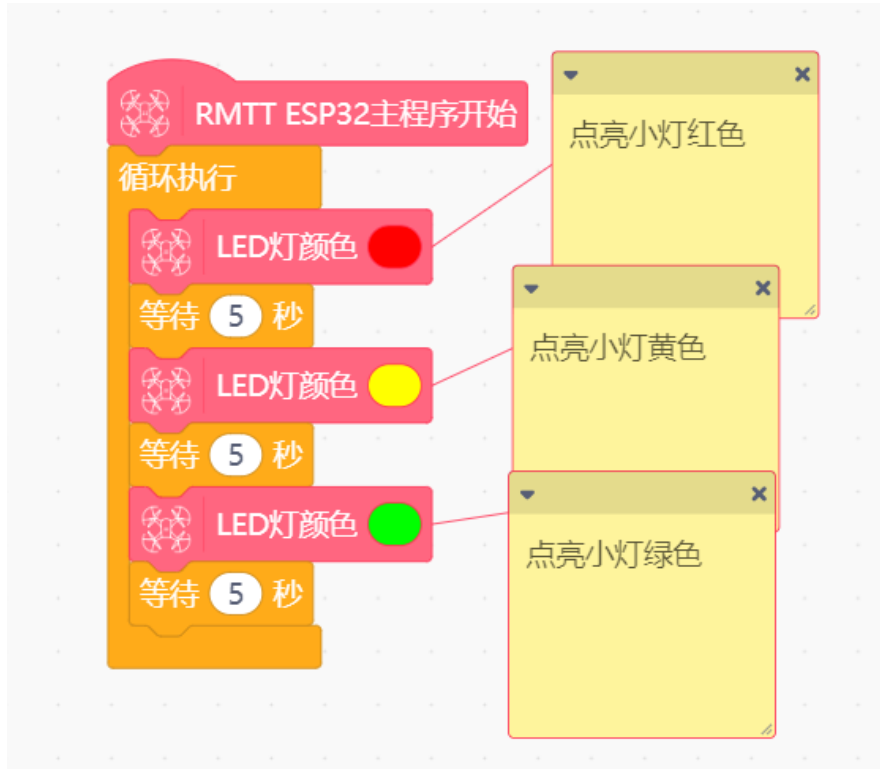 RMTT ESP32主程序开始
循环执行
LED灯颜色
等待 5 秒
LED灯颜色
等待 5 秒
LED灯颜色
等待 5 秒
点亮小灯红色
点亮小灯黄色
点亮小灯绿色